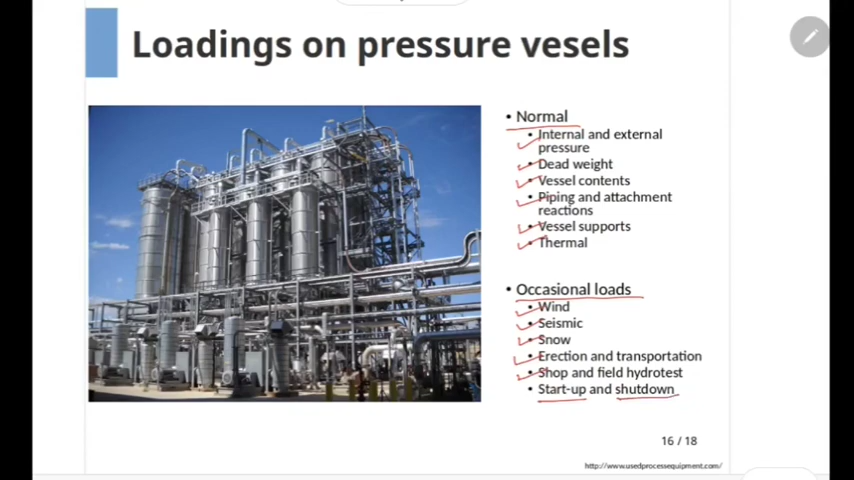 Loadings on pressure vesels
• Normal
• Internal and external
pressure
• Dead weight
• Vessel contents
• Piping and attachment
reactions
• Vessel supports
• Thermal
• Occasional loads
• Wind
• Seismic
• Snow
• Erection and transportation
• Shop and field hydrotest
• Start-up and shutdown
16 / 18
http://www.usedprocessequipment.com/